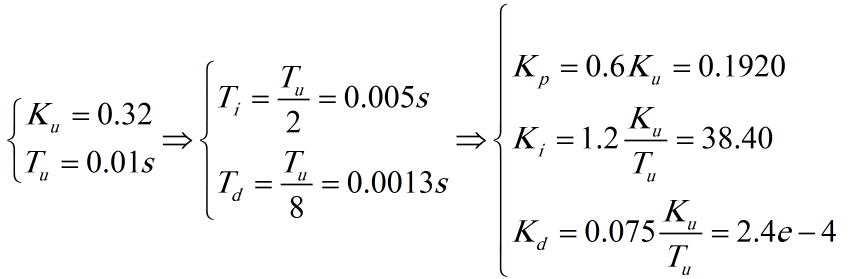 { K_u = 0.32
T_u = 0.01s
⇒ { T_i = T_u / 2 = 0.005s
T_d = T_u / 8 = 0.0013s
⇒ { K_p = 0.6K_u = 0.1920
K_i = 1.2 K_u / T_u = 38.40
K_d = 0.075 K_u / T_u = 2.4e − 4